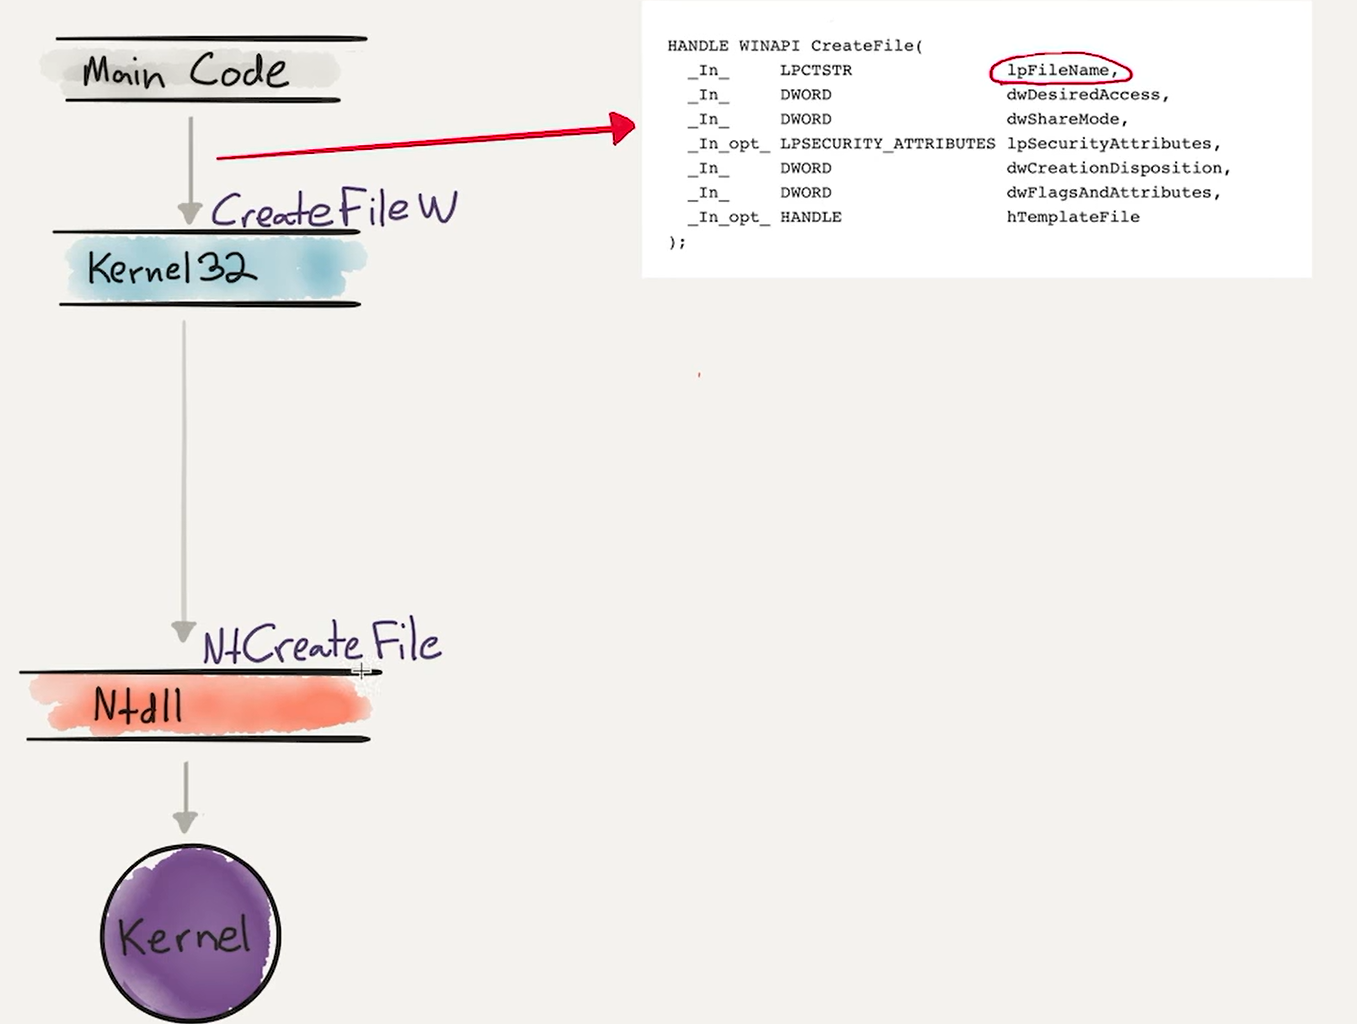 Main Code
CreateFileW
Kernel32
NtCreateFile
Ntdll
Kernel
HANDLE WINAPI CreateFile(
_In_ LPCTSTR lpFileName,
_In_ DWORD dwDesiredAccess,
_In_ DWORD dwShareMode,
_In_opt_ LPSECURITY_ATTRIBUTES lpSecurityAttributes,
_In_ DWORD dwCreationDisposition,
_In_ DWORD dwFlagsAndAttributes,
_In_opt_ HANDLE hTemplateFile
);